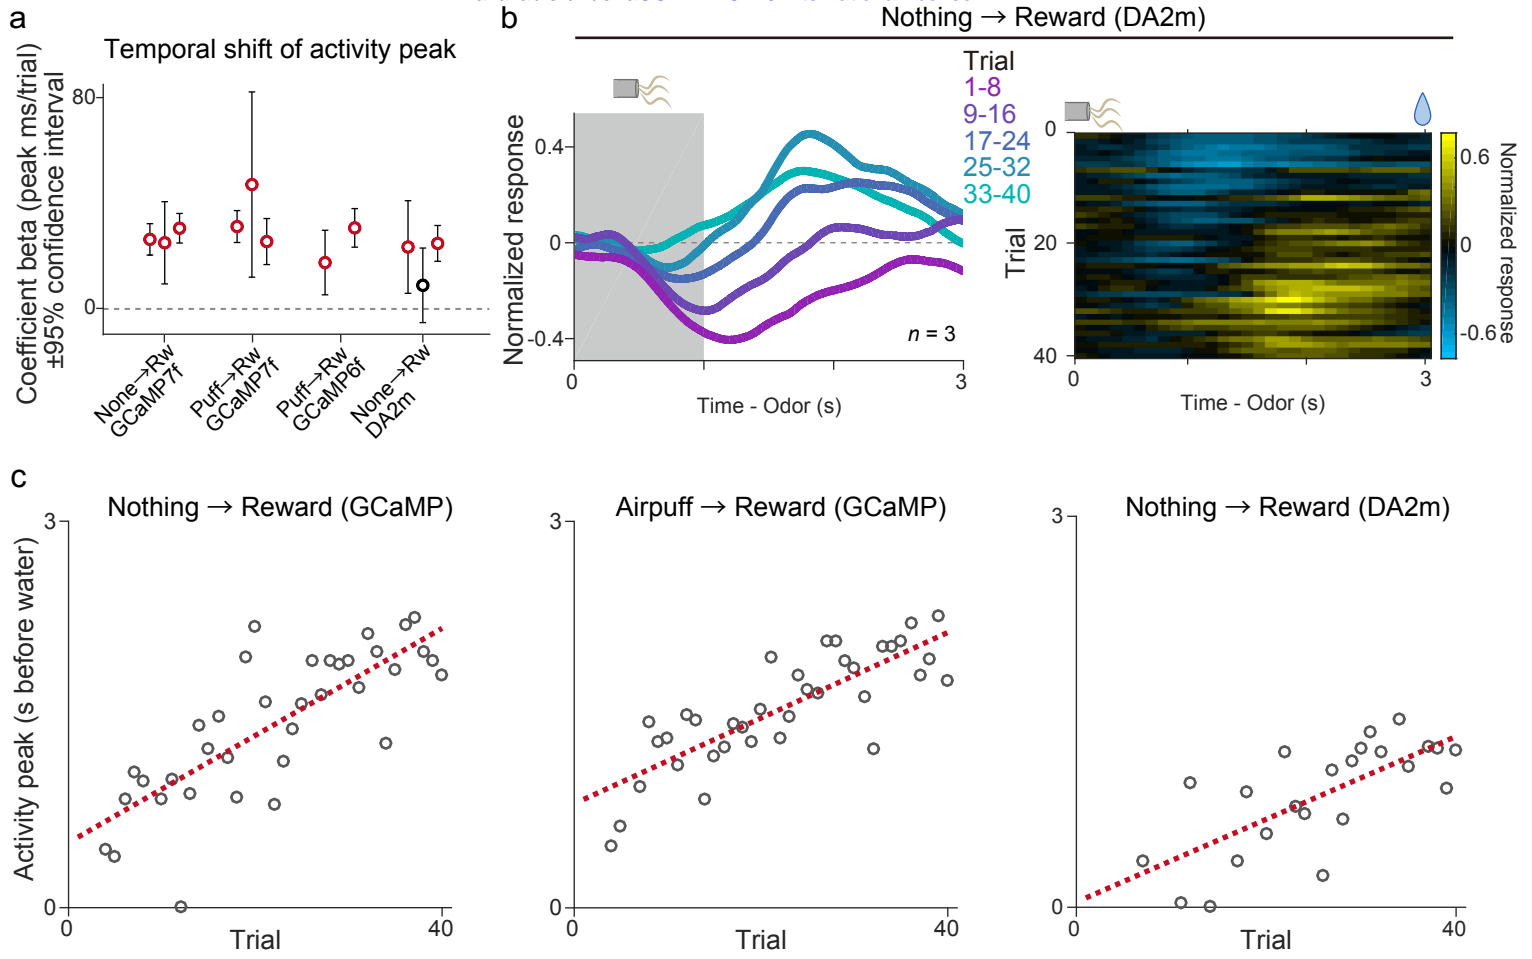 a
Temporal shift of activity peak
Coefficient beta (peak ms/trial)
±95% confidence interval
80
0
None→Rw
GCaMP7f
Puff→Rw
GCaMP7f
Puff→Rw
GCaMP6f
None→Rw
DA2m
b
Nothing → Reward (DA2m)
Normalized response
0.4
0
-0.4
n = 3
0
3
Time - Odor (s)
Trial
1-8
9-16
17-24
25-32
33-40
Trial
0
20
40
0
3
Time - Odor (s)
0.6
0
-0.6
Normalized response
c
Nothing → Reward (GCaMP)
Activity peak (s before water)
3
0
0
40
Trial
Airpuff → Reward (GCaMP)
3
0
0
40
Trial
Nothing → Reward (DA2m)
3
0
0
40
Trial